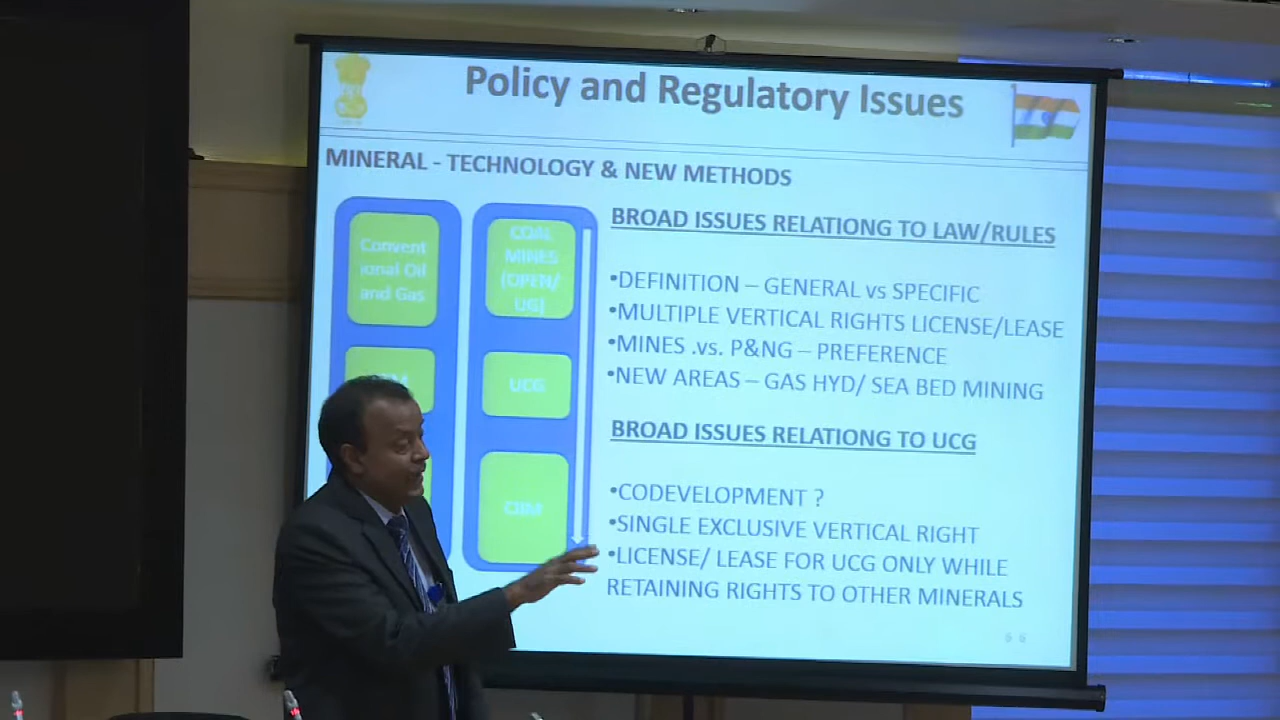 Policy and Regulatory Issues
MINERAL - TECHNOLOGY & NEW METHODS
Convent
ional Oil
and Gas
COAL
MINES
(OPEN/
UG)
UCG
CBM
BROAD ISSUES RELATIONG TO LAW/RULES
•DEFINITION – GENERAL vs SPECIFIC
•MULTIPLE VERTICAL RIGHTS LICENSE/LEASE
•MINES .vs. P&NG – PREFERENCE
•NEW AREAS – GAS HYD/ SEA BED MINING
BROAD ISSUES RELATIONG TO UCG
•CODEVELOPMENT ?
•SINGLE EXCLUSIVE VERTICAL RIGHT
•LICENSE/ LEASE FOR UCG ONLY WHILE
RETAINING RIGHTS TO OTHER MINERALS
6 6